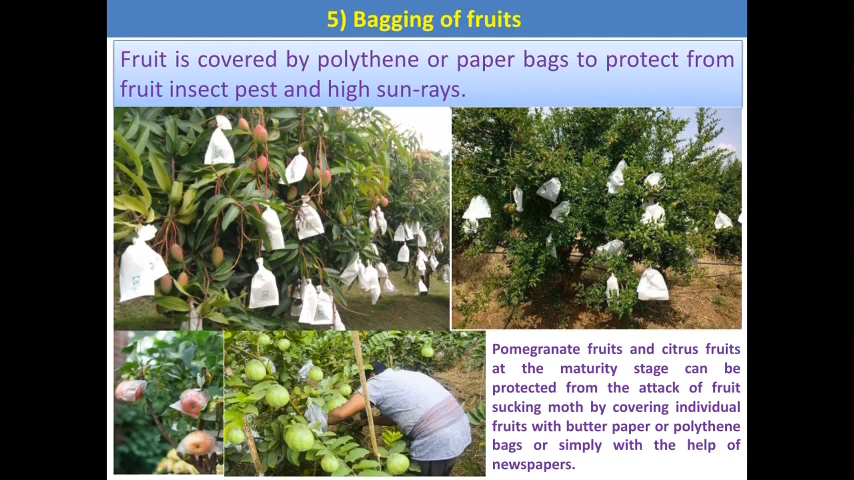 5) Bagging of fruits
Fruit is covered by polythene or paper bags to protect from
fruit insect pest and high sun-rays.
Pomegranate fruits and citrus fruits
at the maturity stage can be
protected from the attack of fruit
sucking moth by covering individual
fruits with butter paper or polythene
bags or simply with the help of
newspapers.